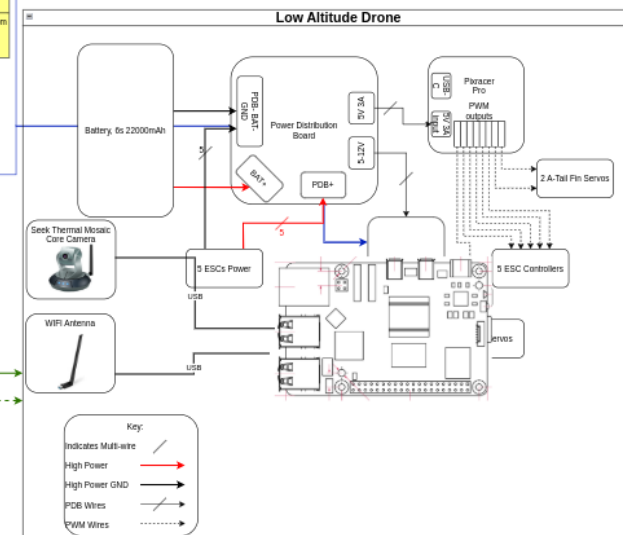 m
Low Altitude Drone
Battery, 6s 22000mAh
PDB- BAT-
GND
Power Distribution
Board
5V 3A
5-12V
BAT+
PDB+
USB-
C
Pixracer
Pro
PWM
outputs
5V 3A
Input
2 A-Tail Fin Servos
5
5
Seek Thermal Mosaic
Core Camera
5 ESCs Power
5 ESC Controllers
USB
WIFI Antenna
ervos
USB
Key:
Indicates Multi-wire
High Power
High Power GND
PDB Wires
PWM Wires